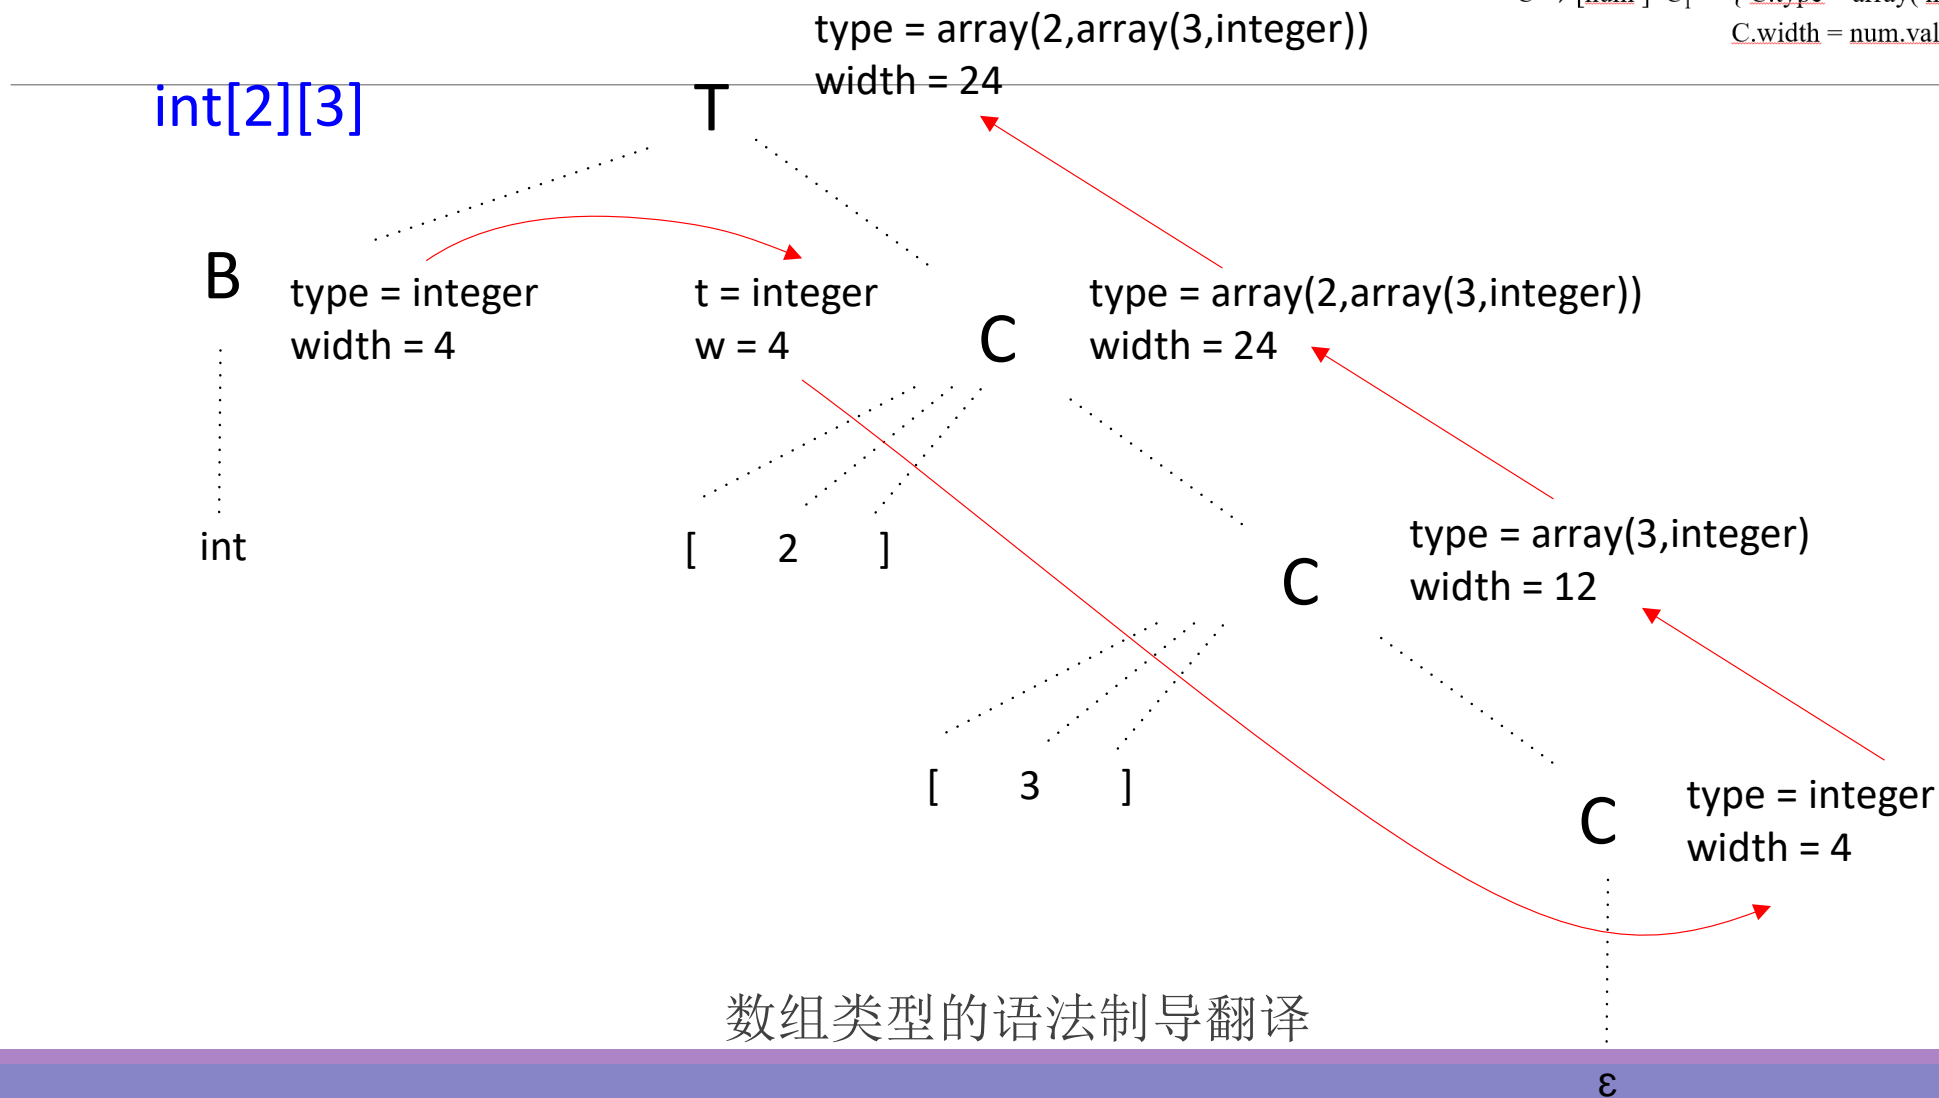 type = array(2,array(3,integer))
width = 24
C.width = num.val
int[2][3]
T
B
type = integer
width = 4
t = integer
w = 4
C
type = array(2,array(3,integer))
width = 24
int
[ 2 ]
C
type = array(3,integer)
width = 12
[ 3 ]
C
type = integer
width = 4
数组类型的语法制导翻译
ε